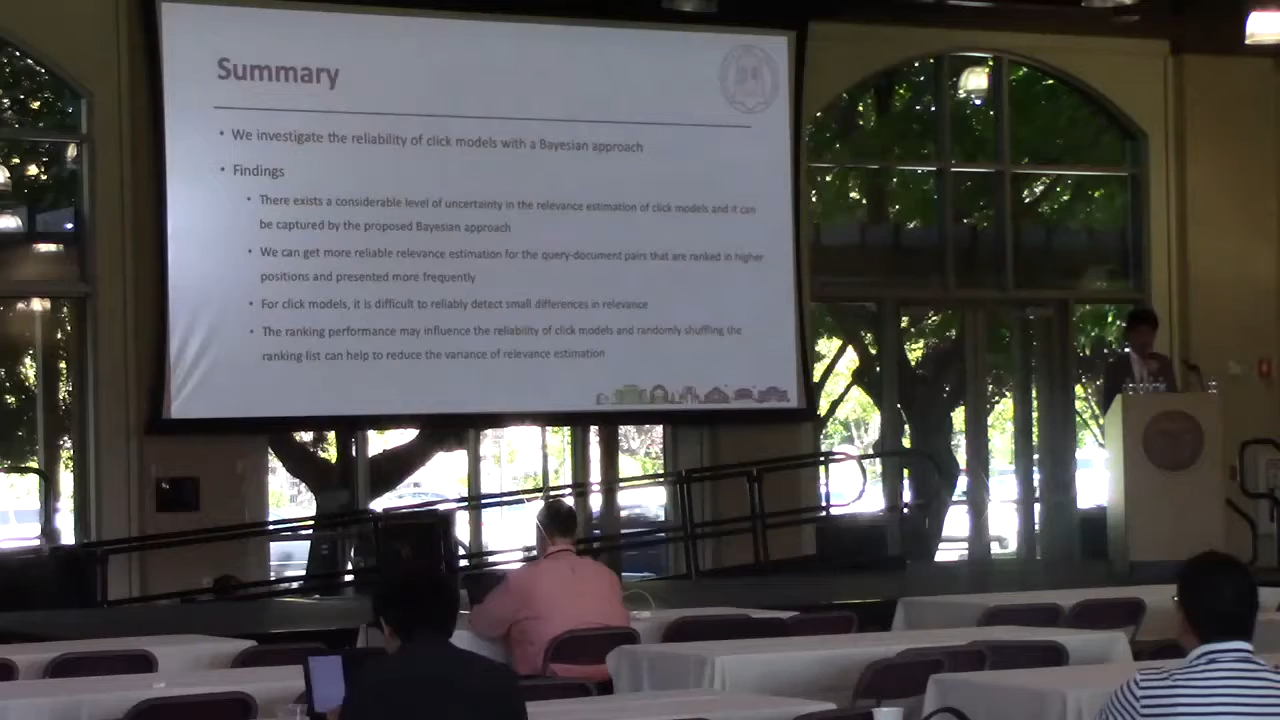 Summary
• We investigate the reliability of click models with a Bayesian approach
• Findings
• There exists a considerable level of uncertainty in the relevance estimation of click models and it can
be captured by the proposed Bayesian approach
• We can get more reliable relevance estimation for the query-document pairs that are ranked in higher
positions and presented more frequently
• For click models, it is difficult to reliably detect small differences in relevance
• The ranking performance may influence the reliability of click models and randomly shuffling the
ranking list can help to reduce the variance of relevance estimation